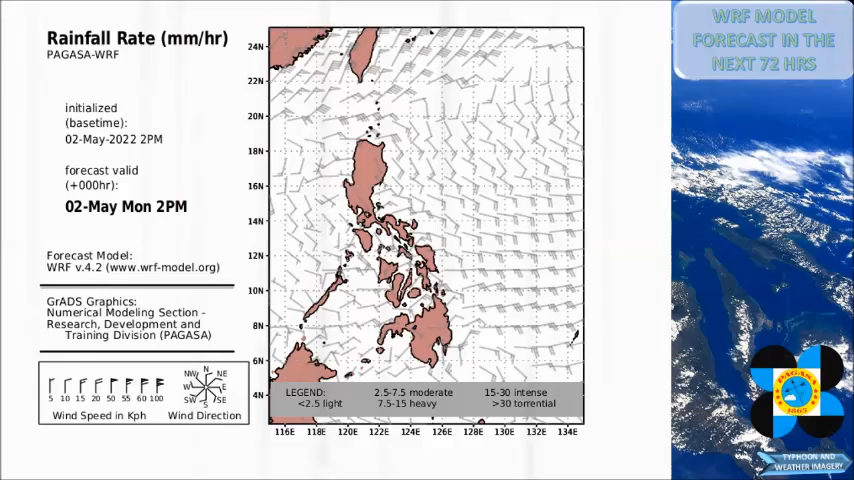 Rainfall Rate (mm/hr)
PAGASA-WRF
initialized
(basetime):
02-May-2022 2PM
forecast valid
(+000hr):
02-May Mon 2PM
Forecast Model:
WRF v.4.2 (www.wrf-model.org)
GrADS Graphics:
Numerical Modeling Section -
Research, Development and
Training Division (PAGASA)
5 10 15 20 50 55 60 100
Wind Speed in Kph
N
NW NE
W E
SW SE
S
Wind Direction
24N
22N
20N
18N
16N
14N
12N
10N
8N
6N
4N
LEGEND: 2.5-7.5 moderate 15-30 intense
<2.5 light 7.5-15 heavy >30 torrential
116E 118E 120E 122E 124E 126E 128E 130E 132E 134E
WRF MODEL
FORECAST IN THE
NEXT 72 HRS
PAGASA
1865
TYPHOON AND
WEATHER IMAGERY